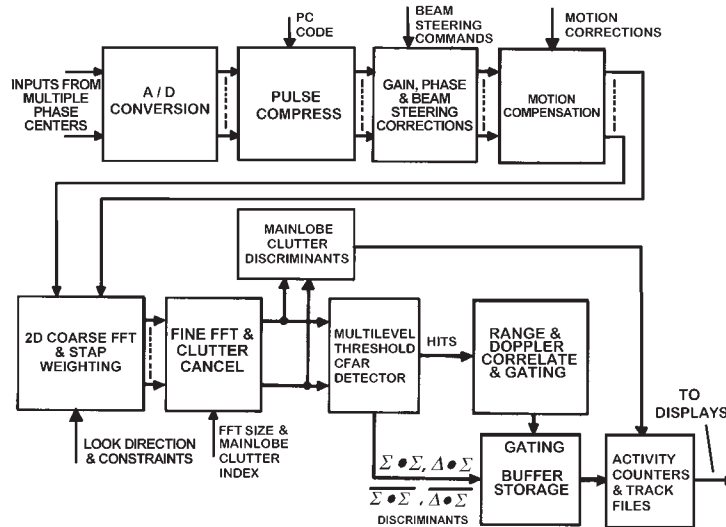 PC
CODE
BEAM
STEERING
COMMANDS
MOTION
CORRECTIONS
INPUTS FROM
MULTIPLE
PHASE
CENTERS
A / D
CONVERSION
PULSE
COMPRESS
GAIN, PHASE
& BEAM
STEERING
CORRECTIONS
MOTION
COMPENSATION
MAINLOBE
CLUTTER
DISCRIMINANTS
2D COARSE FFT
& STAP
WEIGHTING
FINE FFT &
CLUTTER
CANCEL
MULTILEVEL
THRESHOLD
CFAR
DETECTOR
HITS
RANGE &
DOPPLER
CORRELATE
& GATING
TO
DISPLAYS
LOOK DIRECTION
& CONSTRAINTS
FFT SIZE &
MAINLOBE
CLUTTER
INDEX
Σ●Σ, Δ●Σ
Σ●Σ, Δ●Σ
DISCRIMINANTS
GATING
BUFFER
STORAGE
ACTIVITY
COUNTERS
& TRACK
FILES